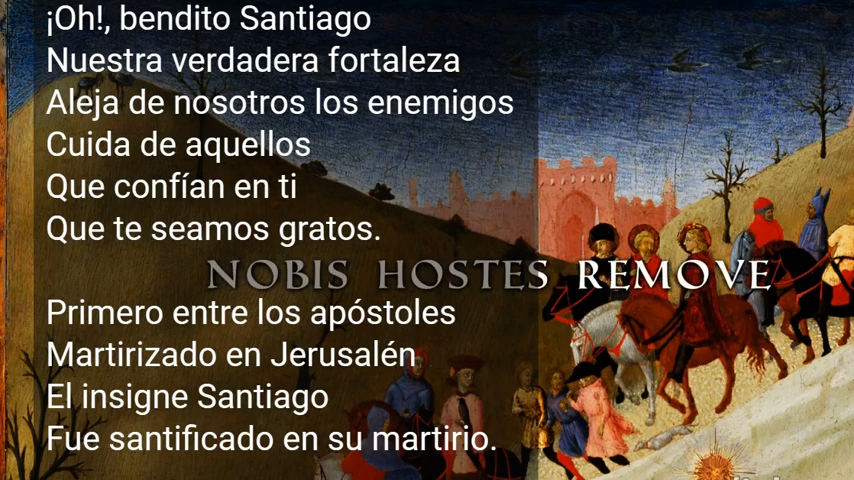 ¡Oh!, bendito Santiago
Nuestra verdadera fortaleza
Aleja de nosotros los enemigos
Cuida de aquellos
Que confían en ti
Que te seamos gratos.
NOBIS HOSTES REMOVE
Primero entre los apóstoles
Martirizado en Jerusalén
El insigne Santiago
Fue santificado en su martirio.